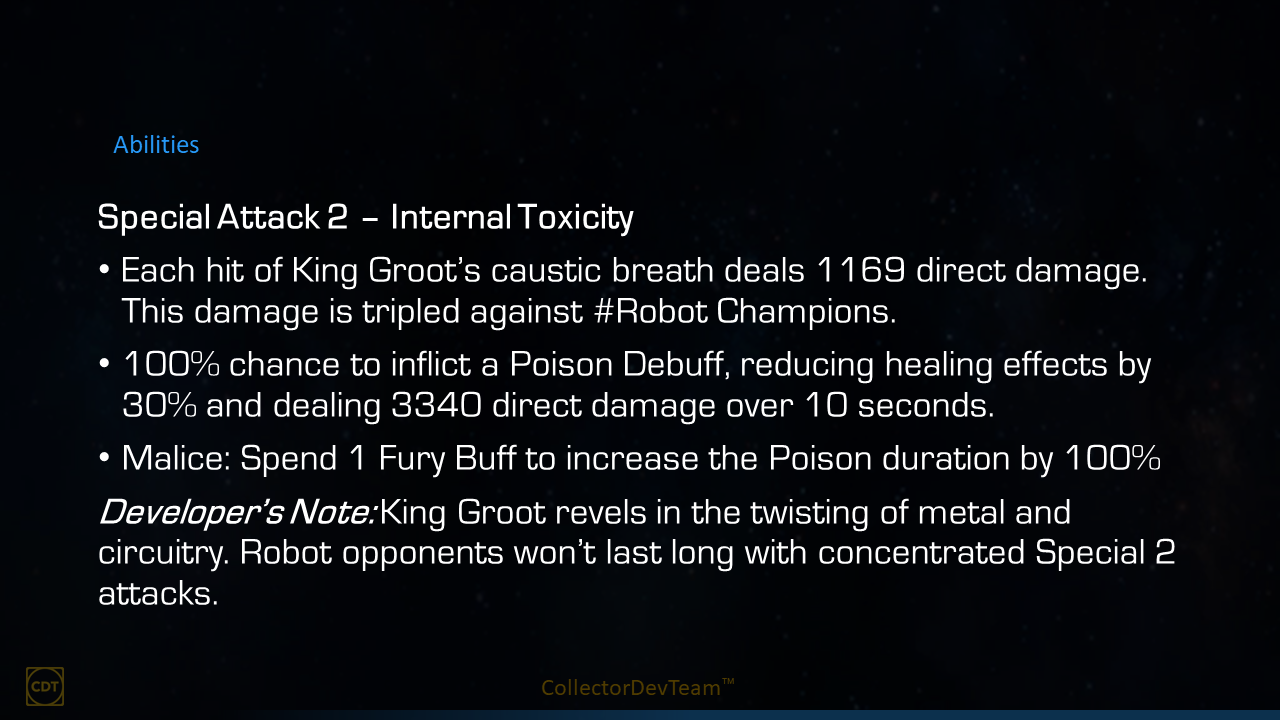 Abilities
Special Attack 2 – Internal Toxicity
• Each hit of King Groot’s caustic breath deals 1169 direct damage.
This damage is tripled against #Robot Champions.
• 100% chance to inflict a Poison Debuff, reducing healing effects by
30% and dealing 3340 direct damage over 10 seconds.
• Malice: Spend 1 Fury Buff to increase the Poison duration by 100%
Developer’s Note: King Groot revels in the twisting of metal and
circuitry. Robot opponents won’t last long with concentrated Special 2
attacks.
CDT
CollectorDevTeam™